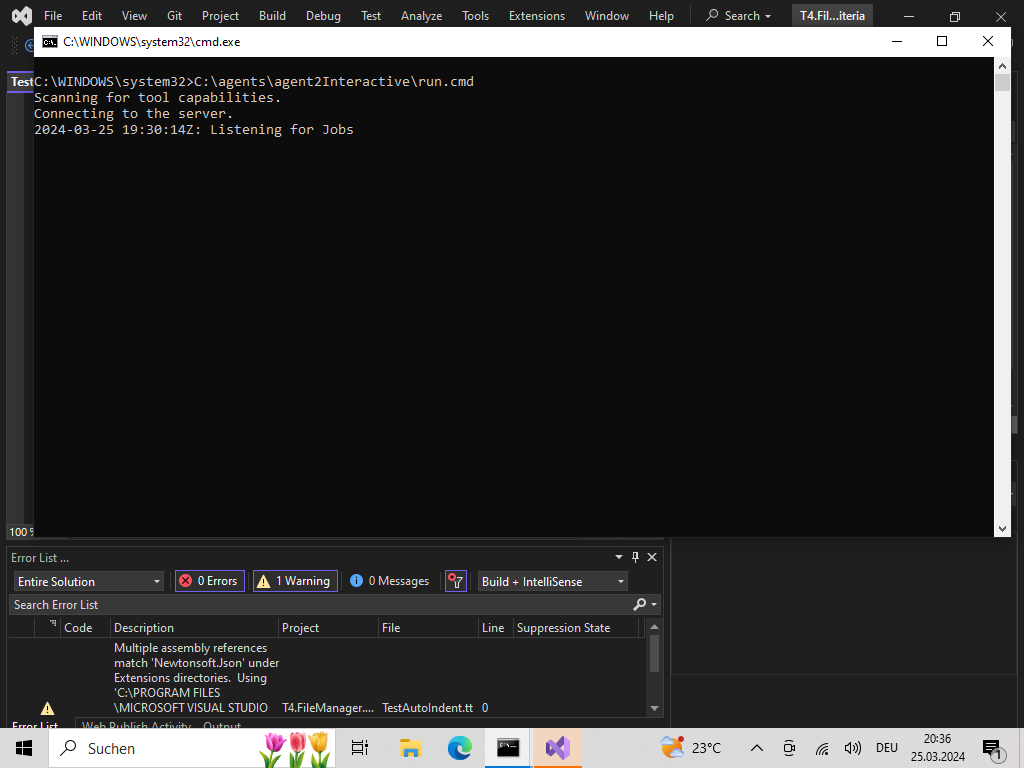 File Edit View Git Project Build Debug Test Analyze Tools Extensions Window Help Search T4.Fil...iteria
C:\WINDOWS\system32\cmd.exe
Test
C:\WINDOWS\system32>C:\agents\agent2Interactive\run.cmd
Scanning for tool capabilities.
Connecting to the server.
2024-03-25 19:30:14Z: Listening for Jobs
100 %
Error List ...
Entire Solution 0 Errors 1 Warning 0 Messages Build + IntelliSense
Search Error List
Code Description Project File Line Suppression State
Multiple assembly references
match 'Newtonsoft.Json' under
Extensions directories. Using
'C:\PROGRAM FILES
\MICROSOFT VISUAL STUDIO T4.FileManager.... TestAutoIndent.tt 0
Error List Web Publish Activity Output
Suchen 23°C DEU 20:36
25.03.2024 1